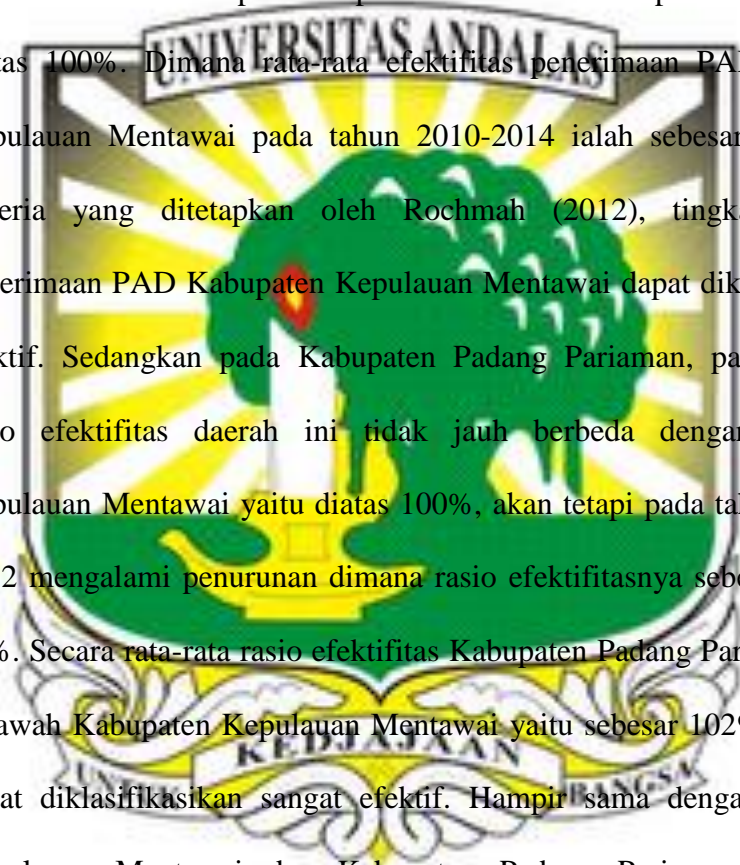 UNIVERSITAS ANDALAS
tas 100%. Dimana rata-rata efektifitas penerimaan PA
pulauan Mentawai pada tahun 2010-2014 ialah sebesar
eria yang ditetapkan oleh Rochmah (2012), tingka
erimaan PAD Kabupaten Kepulauan Mentawai dapat dik
ktif. Sedangkan pada Kabupaten Padang Pariaman, pa
o efektifitas daerah ini tidak jauh berbeda dengan
pulauan Mentawai yaitu diatas 100%, akan tetapi pada ta
2 mengalami penurunan dimana rasio efektifitasnya sebe
%. Secara rata-rata rasio efektifitas Kabupaten Padang Par
awah Kabupaten Kepulauan Mentawai yaitu sebesar 102%
KEDJAJAAN
UNTUK BANGSA
at diklasifikasikan sangat efektif. Hampir sama denga